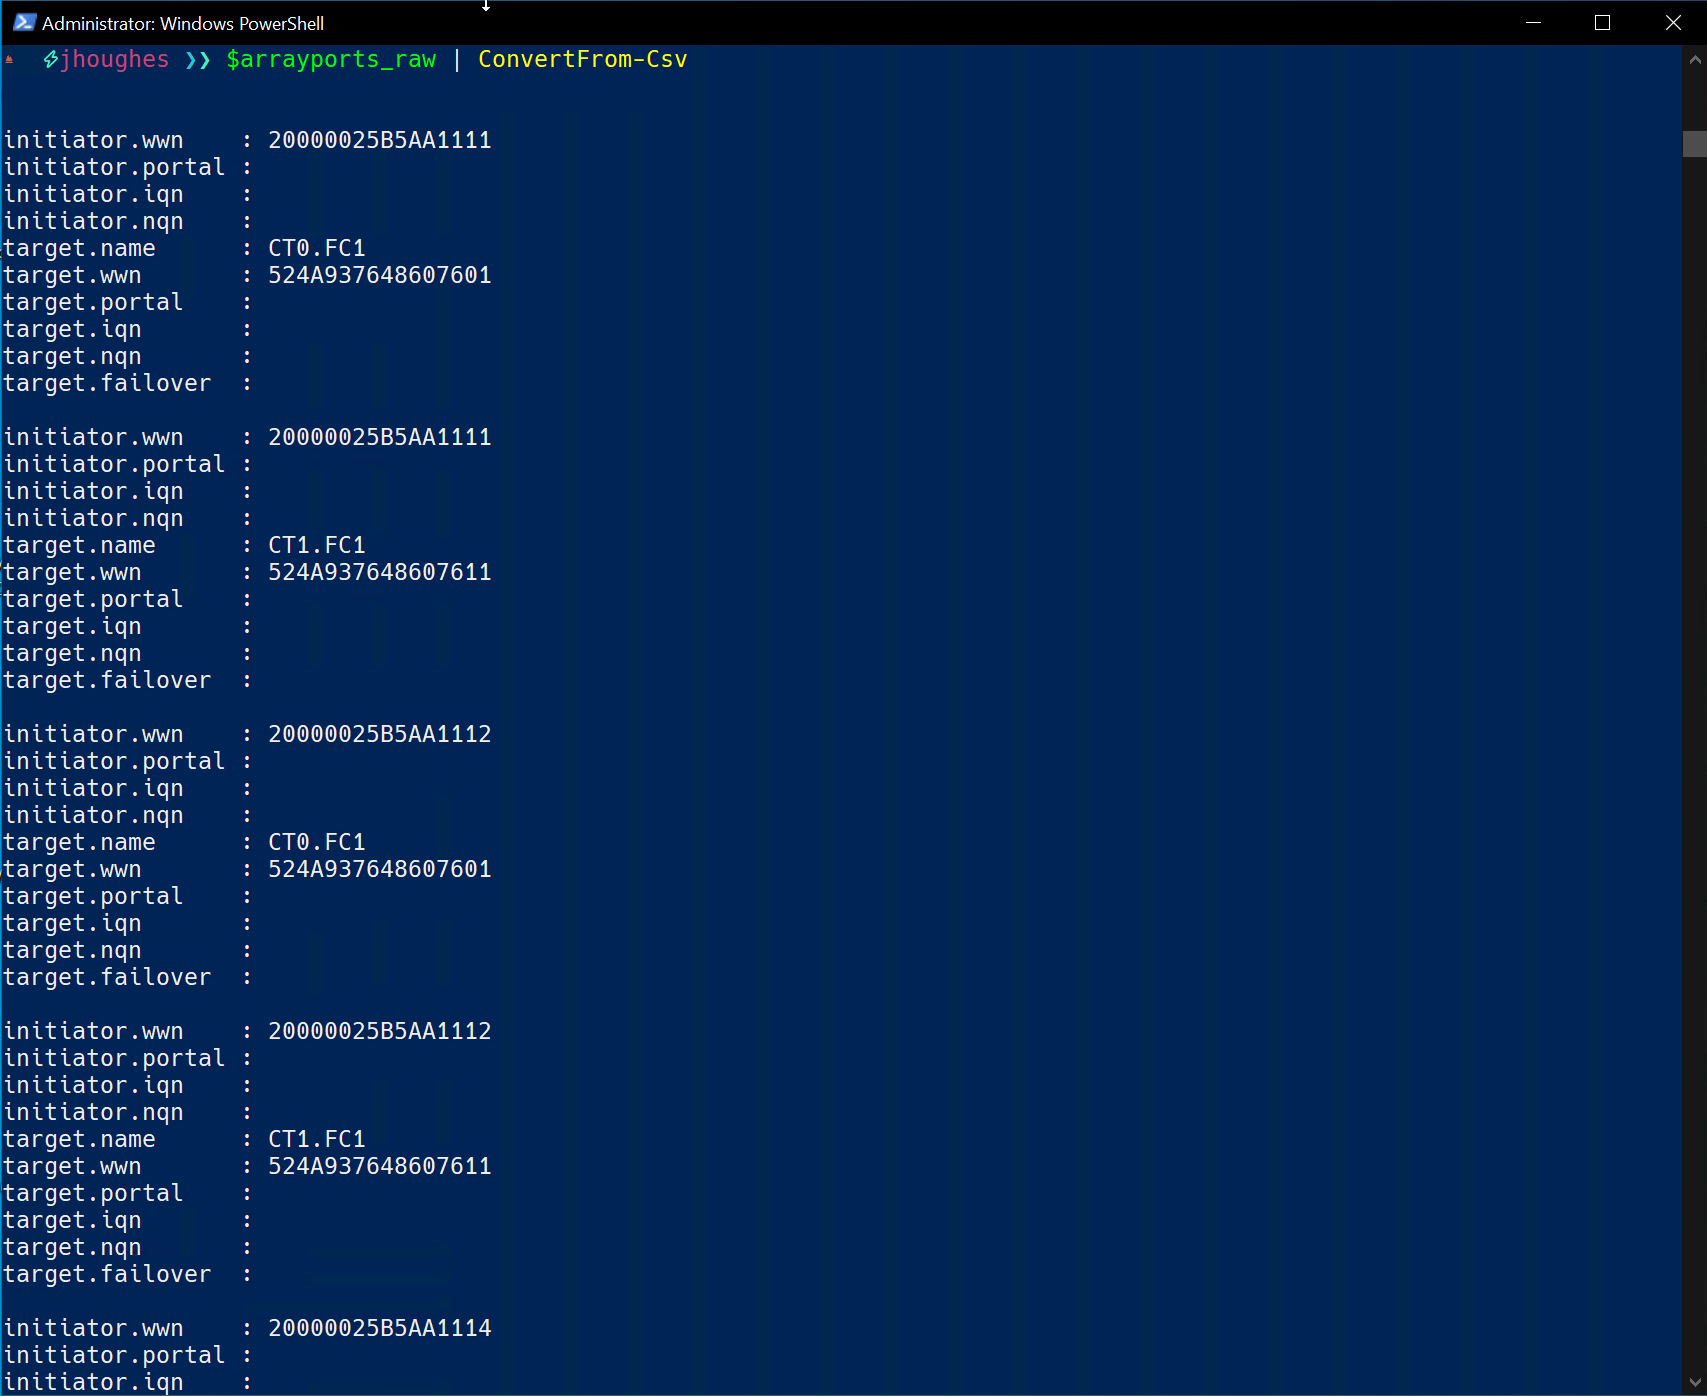 Administrator: Windows PowerShell
⚡jhoughes ❯❯ $arrayports_raw | ConvertFrom-Csv
initiator.wwn    : 20000025B5AA1111
initiator.portal :
initiator.iqn    :
initiator.nqn    :
target.name      : CT0.FC1
target.wwn       : 524A937648607601
target.portal    :
target.iqn       :
target.nqn       :
target.failover  :
initiator.wwn    : 20000025B5AA1111
initiator.portal :
initiator.iqn    :
initiator.nqn    :
target.name      : CT1.FC1
target.wwn       : 524A937648607611
target.portal    :
target.iqn       :
target.nqn       :
target.failover  :
initiator.wwn    : 20000025B5AA1112
initiator.portal :
initiator.iqn    :
initiator.nqn    :
target.name      : CT0.FC1
target.wwn       : 524A937648607601
target.portal    :
target.iqn       :
target.nqn       :
target.failover  :
initiator.wwn    : 20000025B5AA1112
initiator.portal :
initiator.iqn    :
initiator.nqn    :
target.name      : CT1.FC1
target.wwn       : 524A937648607611
target.portal    :
target.iqn       :
target.nqn       :
target.failover  :
initiator.wwn    : 20000025B5AA1114
initiator.portal :
initiator.iqn    :